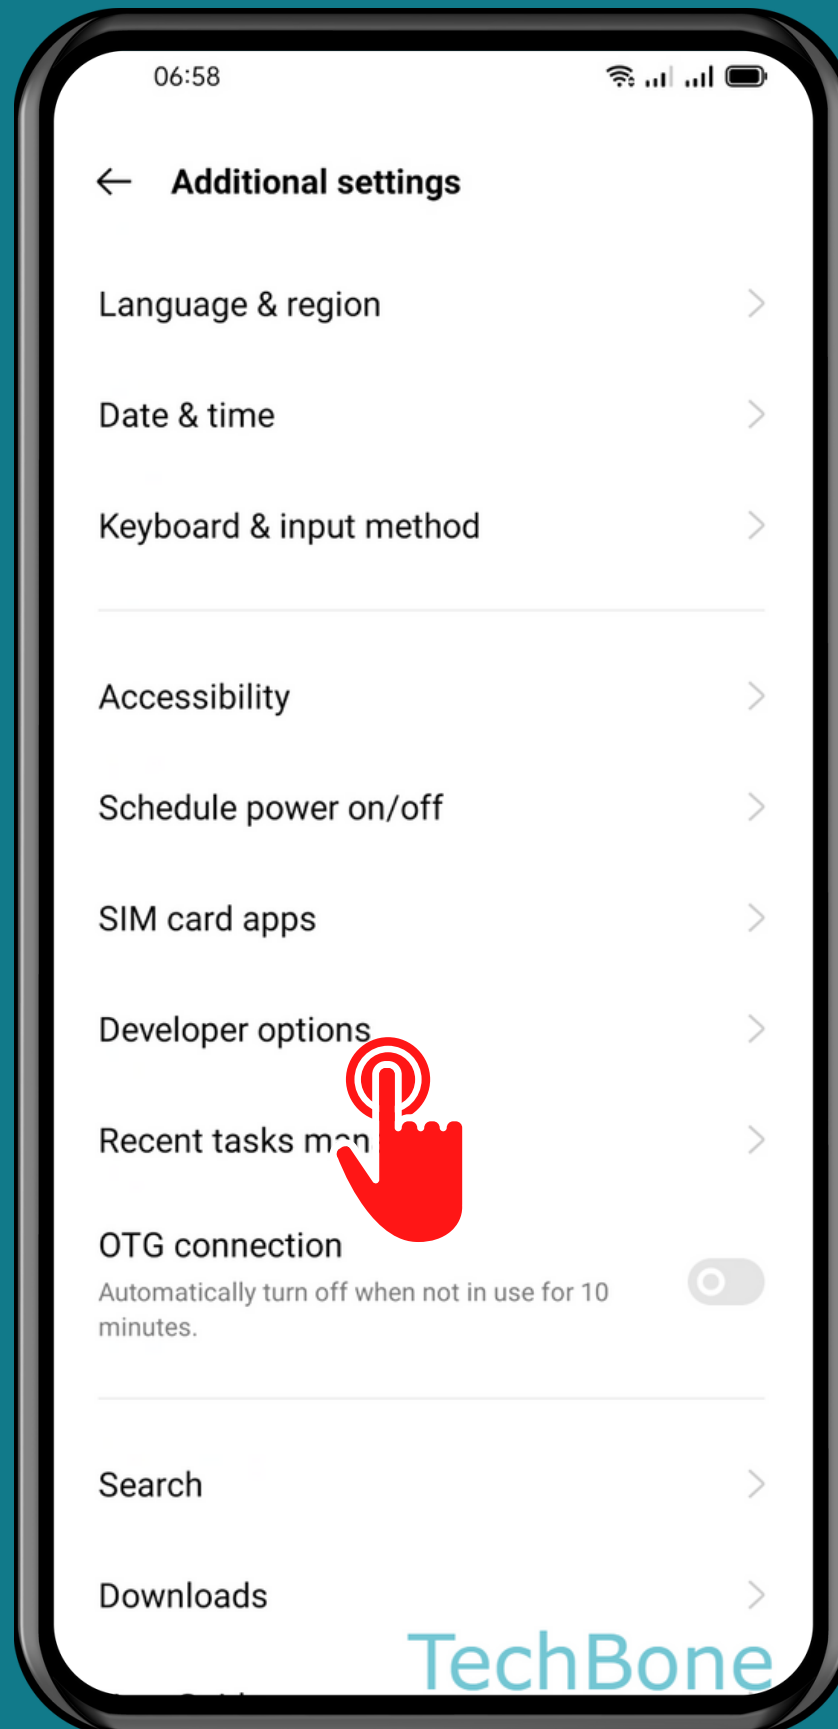 06:58
Additional settings
Language & region
Date & time
Keyboard & input method
Accessibility
Schedule power on/off
SIM card apps
Developer options
Recent tasks
OTG connection
Automatically turn off when not in use for 10
minutes.
Search
Downloads
TechBone